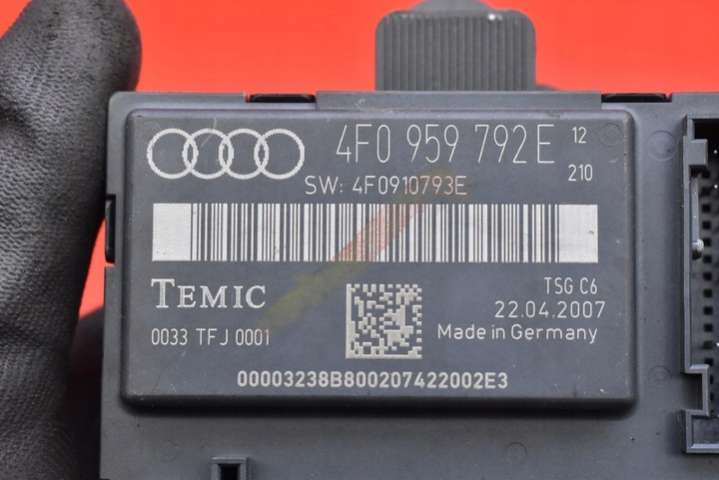 4F0 959 792 E 12
210
SW: 4F0910793E
TEMIC
TSG C6
22.04.2007
0033 TFJ 0001
Made in Germany
00003238B800207422002E3